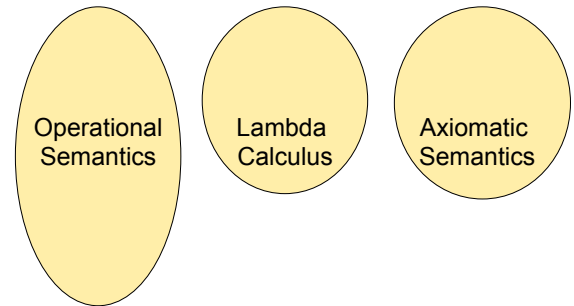 Operational
Semantics
Lambda
Calculus
Axiomatic
Semantics